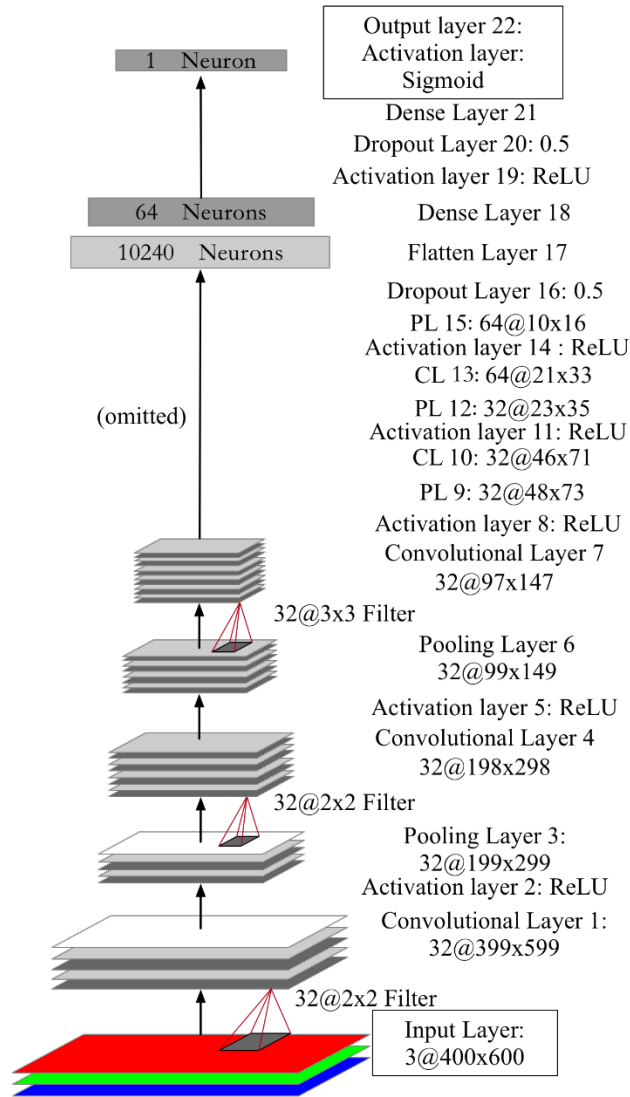 Output layer 22:
Activation layer:
Sigmoid
1 Neuron
Dense Layer 21
Dropout Layer 20: 0.5
Activation layer 19: ReLU
64 Neurons
Dense Layer 18
10240 Neurons
Flatten Layer 17
Dropout Layer 16: 0.5
PL 15: 64@10x16
Activation layer 14 : ReLU
CL 13: 64@21x33
(omitted)
PL 12: 32@23x35
Activation layer 11: ReLU
CL 10: 32@46x71
PL 9: 32@48x73
Activation layer 8: ReLU
Convolutional Layer 7
32@97x147
32@3x3 Filter
Pooling Layer 6
32@99x149
Activation layer 5: ReLU
Convolutional Layer 4
32@198x298
32@2x2 Filter
Pooling Layer 3:
32@199x299
Activation layer 2: ReLU
Convolutional Layer 1:
32@399x599
32@2x2 Filter
Input Layer:
3@400x600